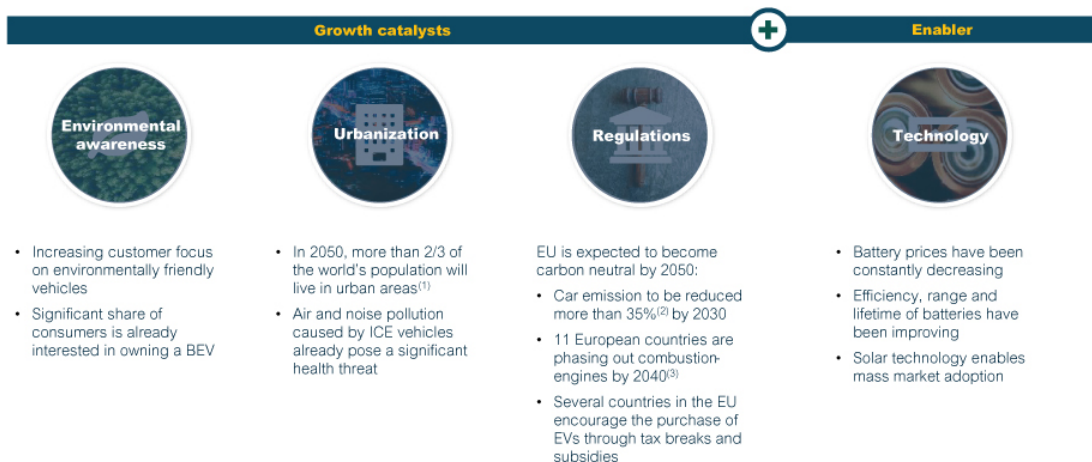 Growth catalysts
Enabler
Environmental
awareness
Urbanization
Regulations
Technology
• Increasing customer focus
on environmentally friendly
vehicles
• Significant share of
consumers is already
interested in owning a BEV
• In 2050, more than 2/3 of
the world's population will
live in urban areas(1)
• Air and noise pollution
caused by ICE vehicles
already pose a significant
health threat
EU is expected to become
carbon neutral by 2050:
• Car emission to be reduced
more than 35%(2) by 2030
• 11 European countries are
phasing out combustion-
engines by 2040(3)
• Several countries in the EU
encourage the purchase of
EVs through tax breaks and
subsidies
• Battery prices have been
constantly decreasing
• Efficiency, range and
lifetime of batteries have
been improving
• Solar technology enables
mass market adoption